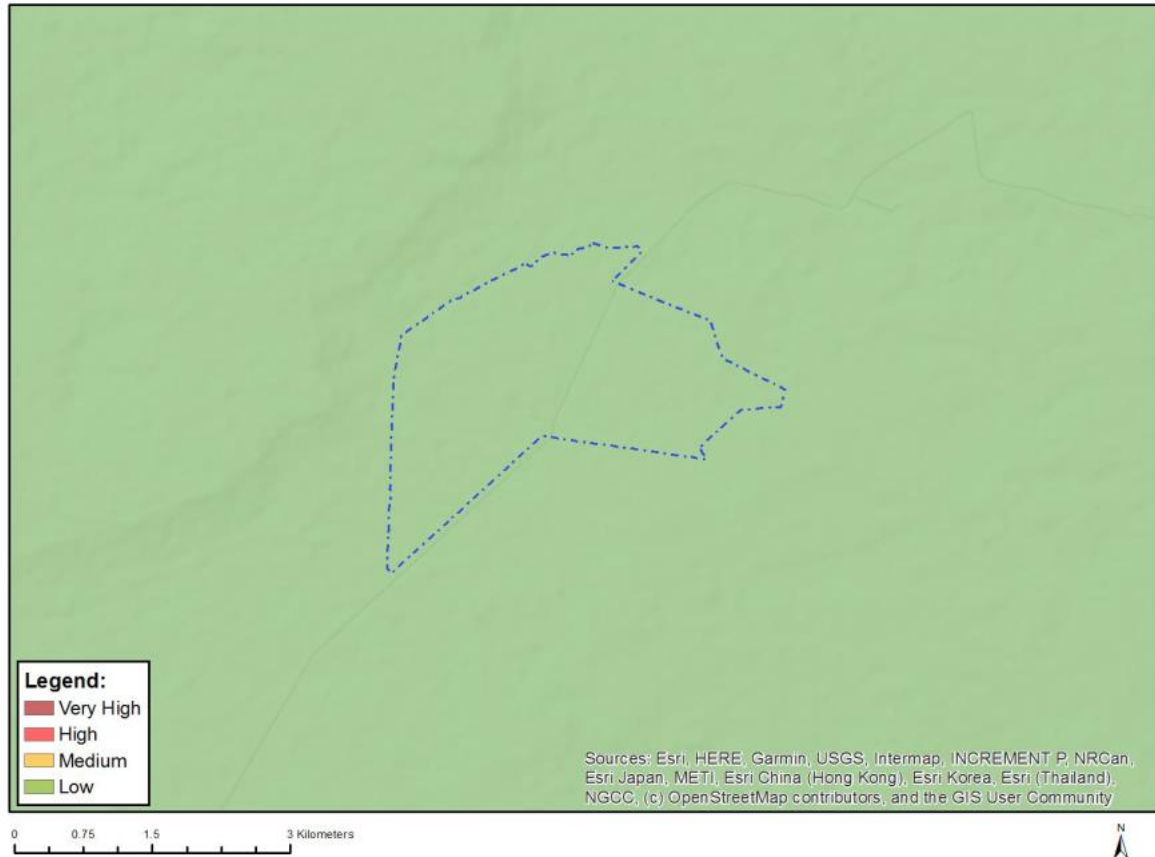 Legend:
Very High
High
Medium
Low
Sources: Esri, HERE, Garmin, USGS, Intermap, INCREMENT P, NRCan,
Esri Japan, METI, Esri China (Hong Kong), Esri Korea, Esri (Thailand),
NGCC, (c) OpenStreetMap contributors, and the GIS User Community
0 0.75 1.5 3 Kilometers
N